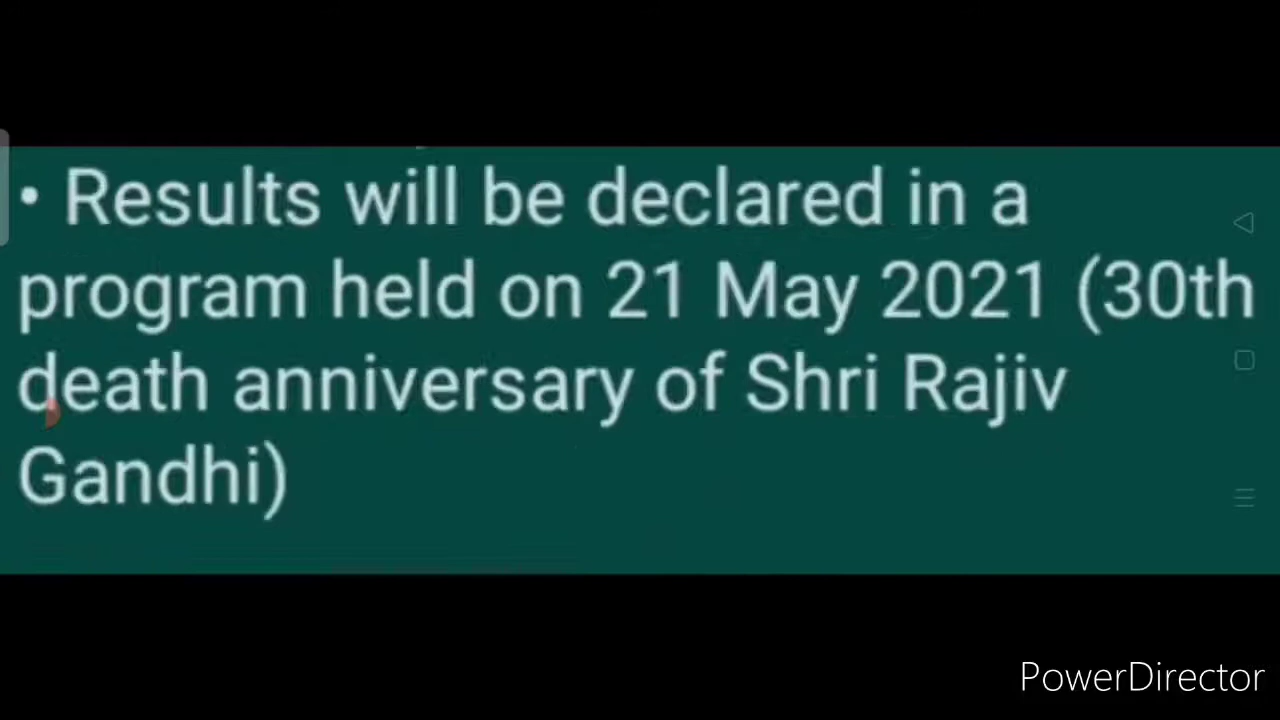 • Results will be declared in a
program held on 21 May 2021 (30th
death anniversary of Shri Rajiv
Gandhi)
PowerDirector